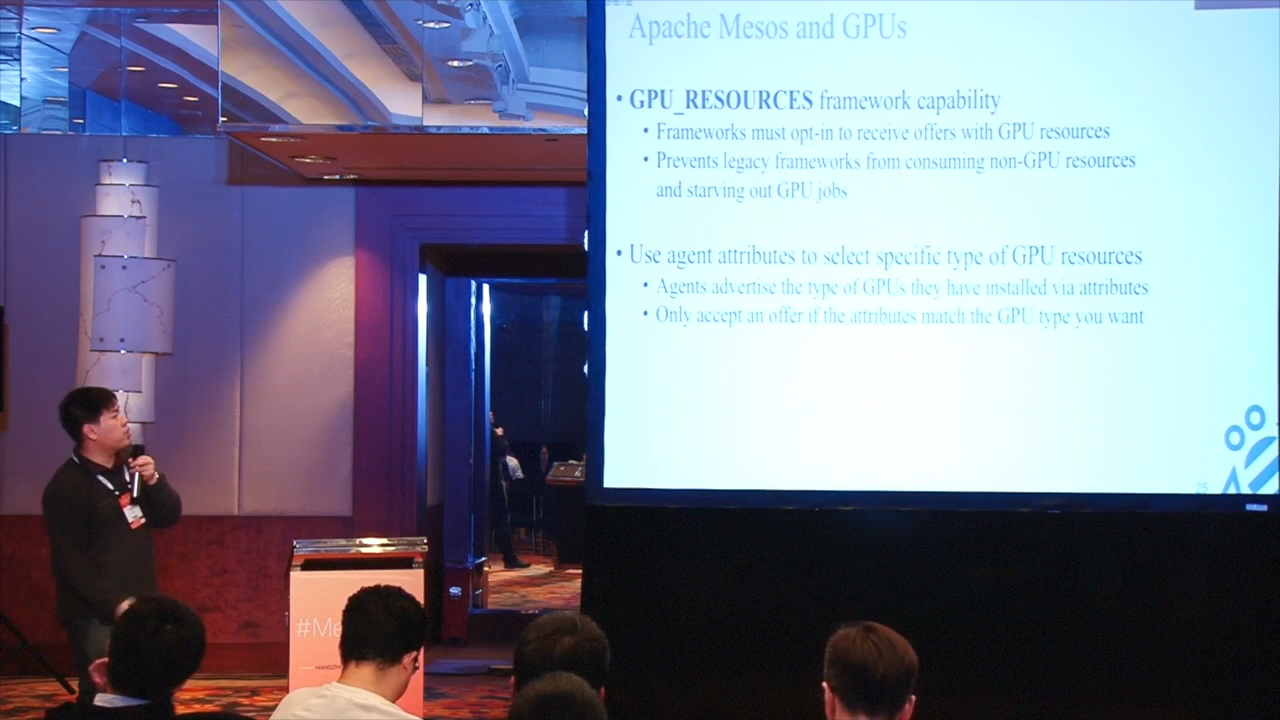 Apache Mesos and GPUs
• GPU_RESOURCES framework capability
• Frameworks must opt-in to receive offers with GPU resources
• Prevents legacy frameworks from consuming non-GPU resources
and starving out GPU jobs
• Use agent attributes to select specific type of GPU resources
• Agents advertise the type of GPUs they have installed via attributes
• Only accept an offer if the attributes match the GPU type you want
25
#Me